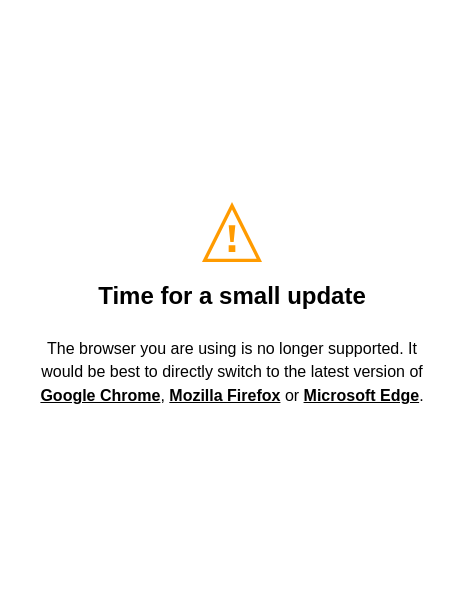 !
Time for a small update
The browser you are using is no longer supported. It
would be best to directly switch to the latest version of
Google Chrome, Mozilla Firefox or Microsoft Edge.